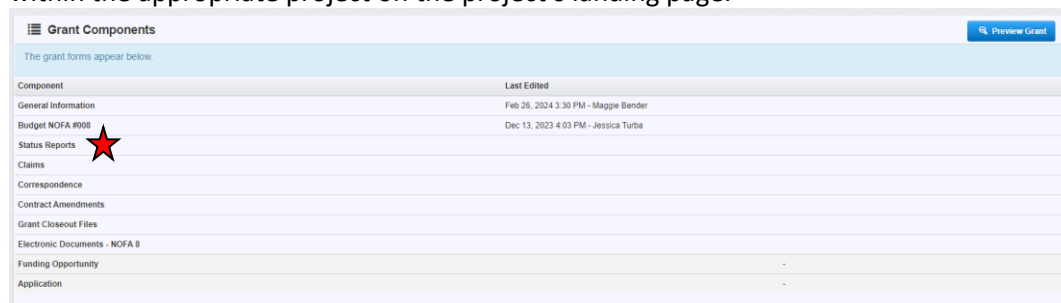 within the appropriate project on the project's landing page.
Grant Components
Preview Grant
The grant forms appear below.
Component Last Edited
General Information Feb 26, 2024 3:30 PM - Maggie Bender
Budget NOFA #008 Dec 13, 2023 4:03 PM - Jessica Turba
Status Reports
Claims
Correspondence
Contract Amendments
Grant Closeout Files
Electronic Documents - NOFA 8
Funding Opportunity -
Application -